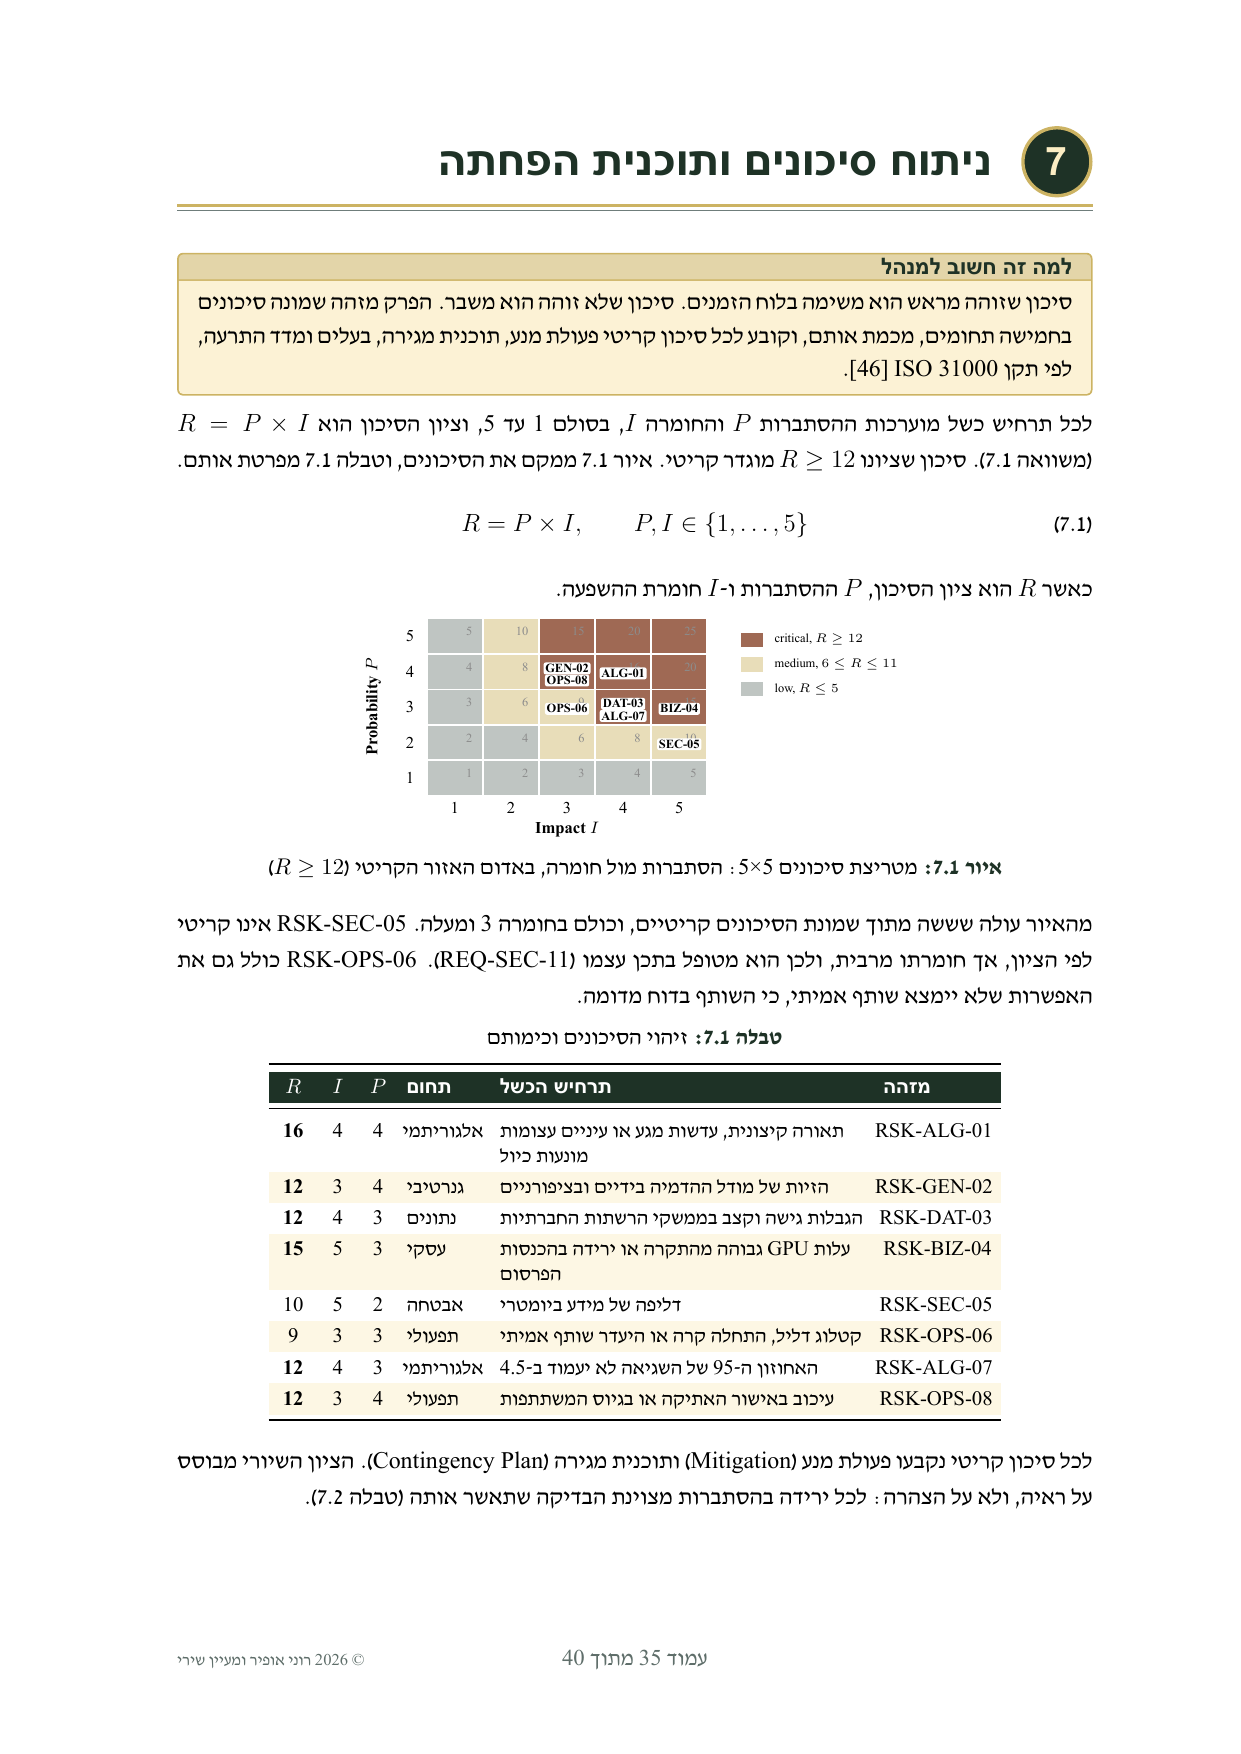 7 ניתוח סיכונים ותוכנית הפחתה
למה זה חשוב למנהל
סיכון שזוהה מראש הוא משימה בלוח הזמנים. סיכון שלא זוהה הוא משבר. הפרק מזהה שמונה סיכונים
בחמישה תחומים, מכמת אותם, וקובע לכל סיכון קריטי פעולת מנע, תוכנית מגירה, בעלים ומדד התרעה,
לפי תקן ISO 31000 [46].
לכל תרחיש כשל מוערכות ההסתברות P והחומרה I, בסולם 1 עד 5, וציון הסיכון הוא R = P × I
(משוואה 7.1). סיכון שציונו R ≥ 12 מוגדר קריטי. איור 7.1 ממקם את הסיכונים, וטבלה 7.1 מפרטת אותם.
R = P × I, P, I ∈ {1, . . . , 5} (7.1)
כאשר R הוא ציון הסיכון, P ההסתברות ו-I חומרת ההשפעה.
Probability P
5 5 10 15 20 25
4 4 8 GEN-02 OPS-08 ALG-01 20
3 3 6 OPS-06 DAT-03 ALG-07 BIZ-04
2 2 4 6 8 10 SEC-05
1 1 2 3 4 5
1 2 3 4 5
Impact I
critical, R ≥ 12
medium, 6 ≤ R ≤ 11
low, R ≤ 5
איור 7.1: מטריצת סיכונים 5×5: הסתברות מול חומרה, באדום האזור הקריטי (R ≥ 12)
מהאיור עולה שששה מתוך שמונת הסיכונים קריטיים, וכולם בחומרה 3 ומעלה. RSK-SEC-05 אינו קריטי
לפי הציון, אך חומרתו מרבית, ולכן הוא מטופל בתכן עצמו (REQ-SEC-11). RSK-OPS-06 כולל גם את
האפשרות שלא יימצא שותף אמיתי, כי השותף בדוח מדומה.
טבלה 7.1: זיהוי הסיכונים וכימותם
מזהה תרחיש הכשל תחום P I R
RSK-ALG-01 תאורה קיצונית, עדשות מגע או עיניים עצומות אלגוריתמי 4 4 16
מונעות כיול
RSK-GEN-02 הזיות של מודל ההדמיה בידיים ובציפורניים גנרטיבי 4 3 12
RSK-DAT-03 הגבלות גישה וקצב בממשקי הרשתות החברתיות נתונים 3 4 12
RSK-BIZ-04 עלות GPU גבוהה מהתקרה או ירידה בהכנסות עסקי 3 5 15
הפרסום
RSK-SEC-05 דליפה של מידע ביומטרי אבטחה 2 5 10
RSK-OPS-06 קטלוג דליל, התחלה קרה או היעדר שותף אמיתי תפעולי 3 3 9
RSK-ALG-07 האחוזון ה-95 של השגיאה לא יעמוד ב-4.5 אלגוריתמי 3 4 12
RSK-OPS-08 עיכוב באישור האתיקה או בגיוס המשתתפות תפעולי 4 3 12
לכל סיכון קריטי נקבעו פעולת מנע (Mitigation) ותוכנית מגירה (Contingency Plan). הציון השיורי מבוסס
על ראיה, ולא על הצהרה: לכל ירידה בהסתברות מצוינת הבדיקה שתאשר אותה (טבלה 7.2).
עמוד 35 מתוך 40
© 2026 רוני אופיר ומעיין שירי